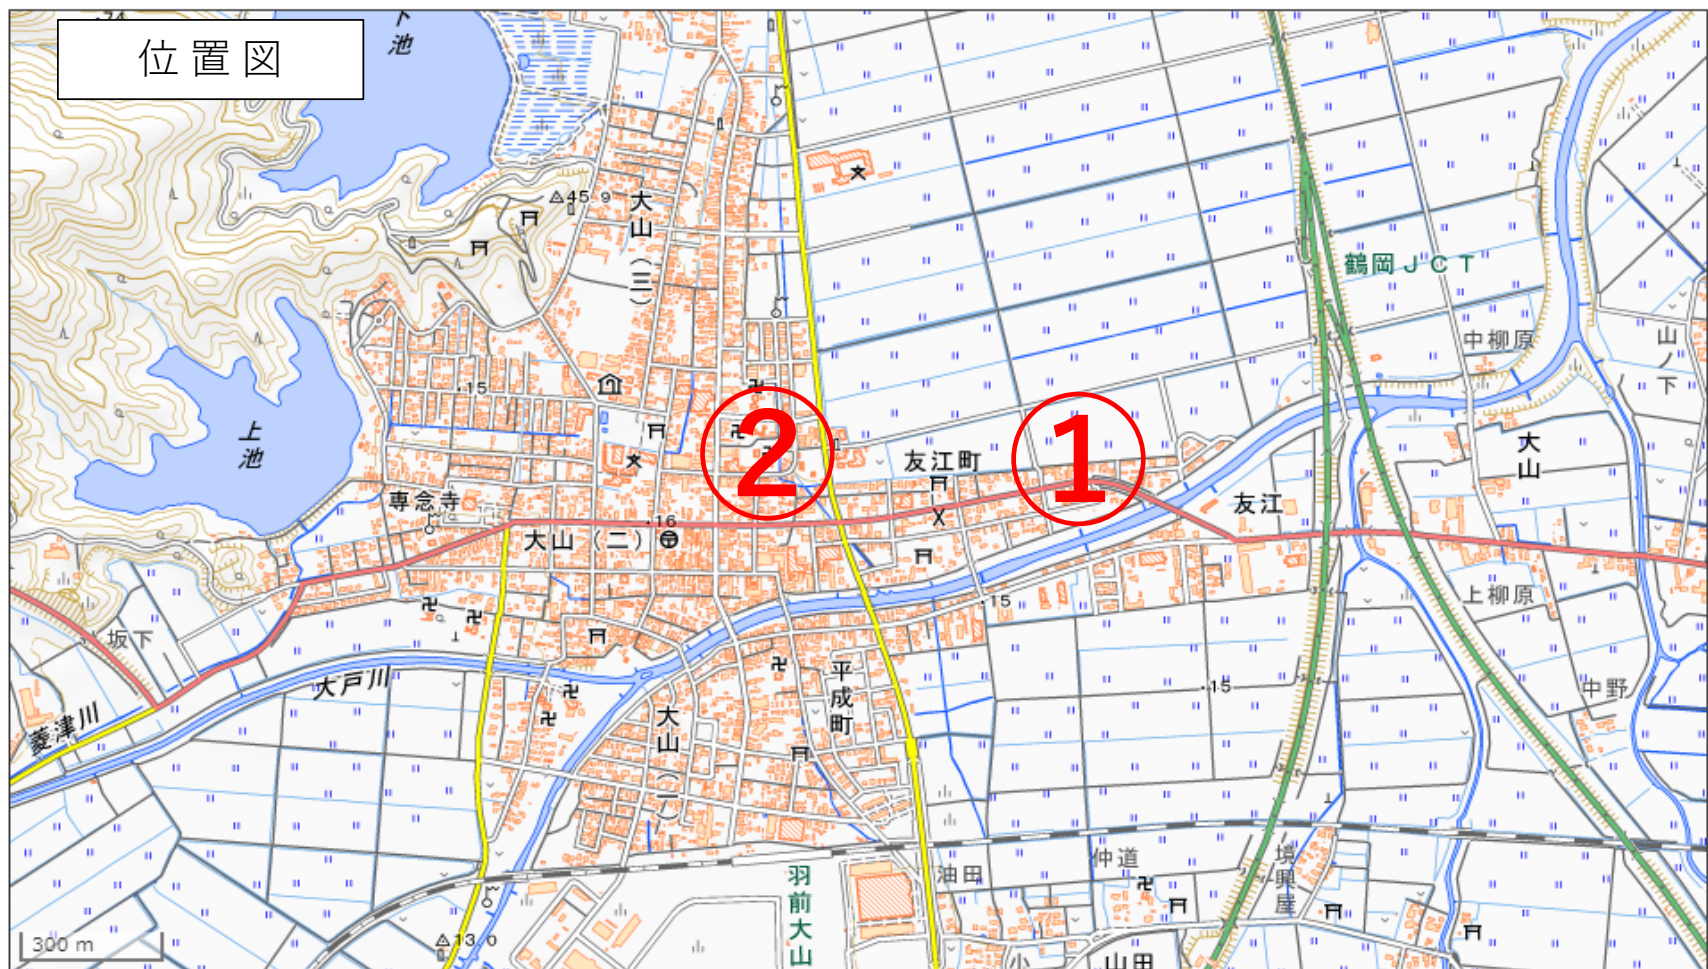 位置図
下池
・74
45.9
大山(三)
鶴岡JCT
中柳原
山ノ下
・15
上池
②
①
友江町
大山
専念寺
・16
大山(二)
友江
・15
上柳原
坂下
大戸川
平成町
・15
中野
菱津川
大山(一)
仲道
油田
境興屋
羽前大山
300 m
13.0
小
山田